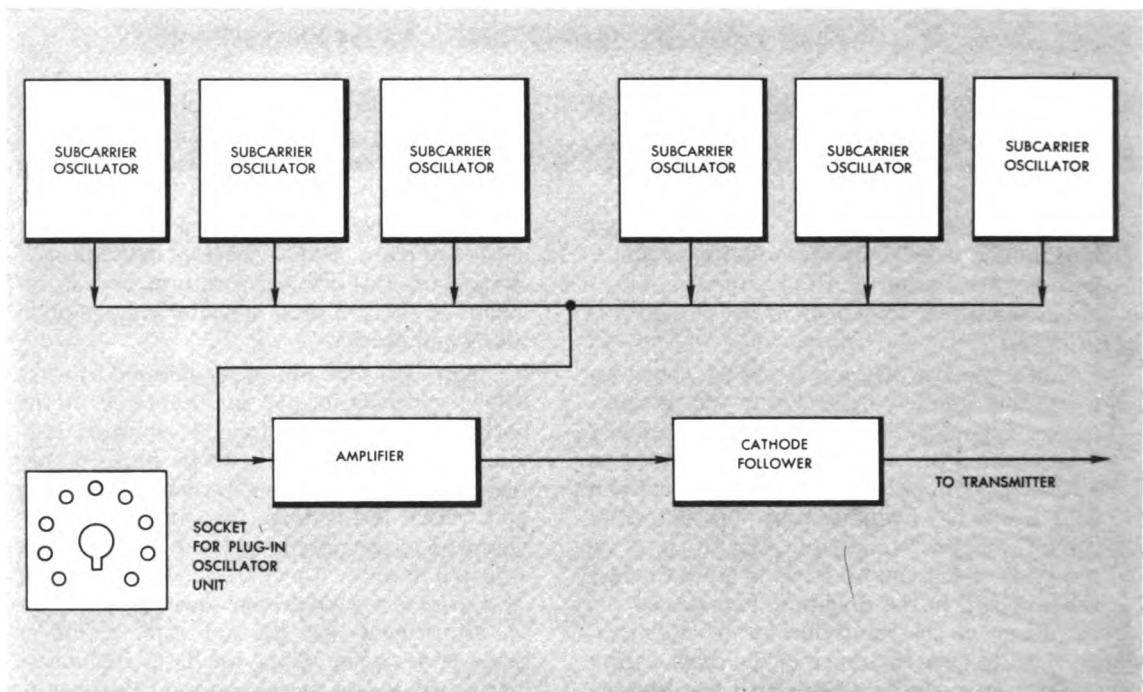 SUBCARRIER
OSCILLATOR
SUBCARRIER
OSCILLATOR
SUBCARRIER
OSCILLATOR
SUBCARRIER
OSCILLATOR
SUBCARRIER
OSCILLATOR
SUBCARRIER
OSCILLATOR
AMPLIFIER
CATHODE
FOLLOWER
TO TRANSMITTER
SOCKET
FOR PLUG-IN
OSCILLATOR
UNIT